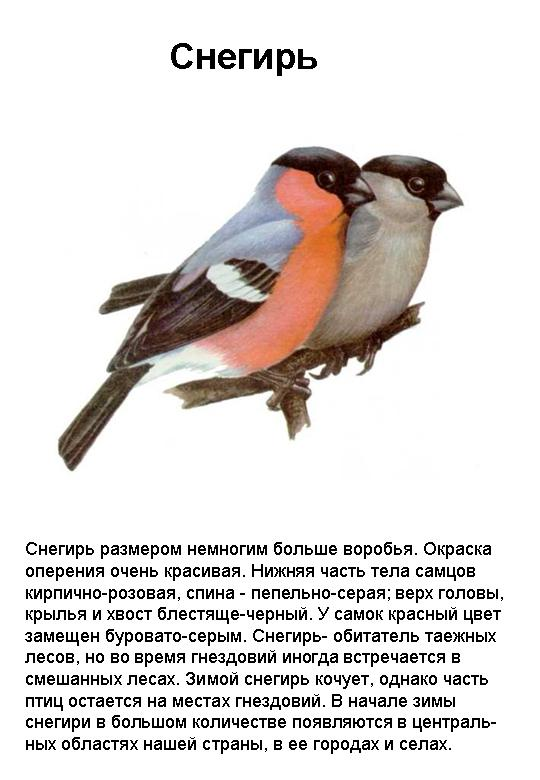 Снегирь
Снегирь размером немногим больше воробья. Окраска
оперения очень красивая. Нижняя часть тела самцов
кирпично-розовая, спина - пепельно-серая; верх головы,
крылья и хвост блестяще-черный. У самок красный цвет
замещен буровато-серым. Снегирь- обитатель таежных
лесов, но во время гнездовий иногда встречается в
смешанных лесах. Зимой снегирь кочует, однако часть
птиц остается на местах гнездовий. В начале зимы
снегири в большом количестве появляются в централь-
ных областях нашей страны, в ее городах и селах.